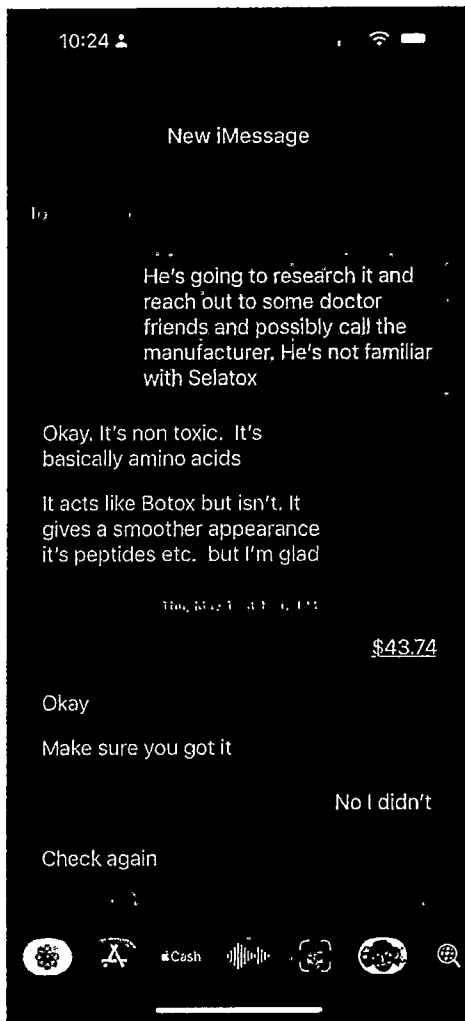 10:24
New iMessage
He's going to research it and
reach out to some doctor
friends and possibly call the
manufacturer. He's not familiar
with Selatox
Okay. It's non toxic. It's
basically amino acids
It acts like Botox but isn't. It
gives a smoother appearance
it's peptides etc. but I'm glad
$43.74
Okay
Make sure you got it
No I didn't
Check again
Cash